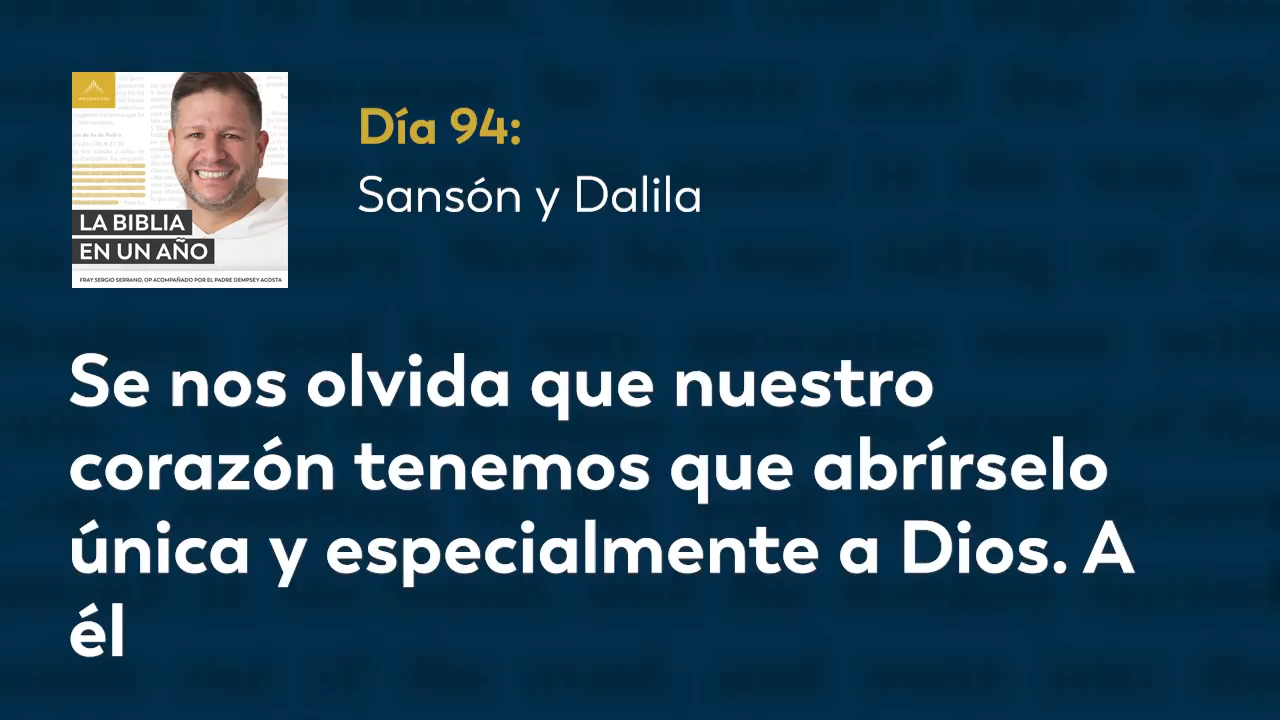 ASCENSION
LA BIBLIA
EN UN AÑO
FRAY SERGIO SERRANO, OP ACOMPAÑADO POR EL PADRE DEMPSEY ACOSTA
Día 94:
Sansón y Dalila
Se nos olvida que nuestro
corazón tenemos que abrírselo
única y especialmente a Dios. A
él